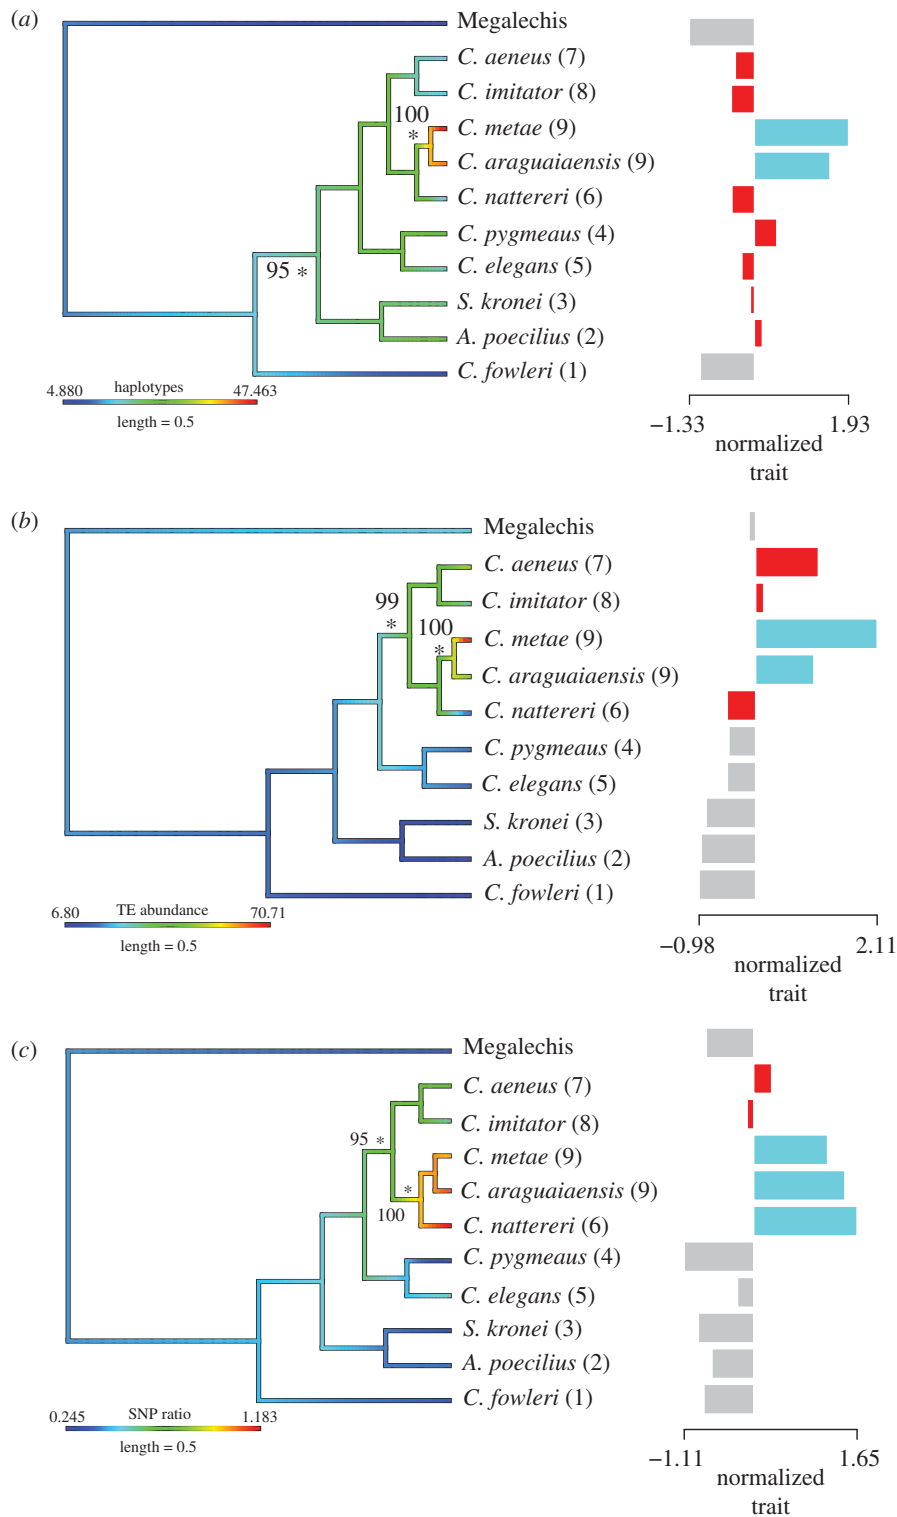 (a)
Megalechis
C. aeneus (7)
C. imitator (8)
100
*
C. metae (9)
C. araguaiaensis (9)
C. nattereri (6)
C. pygmeaus (4)
95 *
C. elegans (5)
S. kronei (3)
A. poecilius (2)
C. fowleri (1)
4.880 haplotypes 47.463
length = 0.5
−1.33 1.93
normalized
trait
(b)
Megalechis
C. aeneus (7)
99
*
C. imitator (8)
100
*
C. metae (9)
C. araguaiaensis (9)
C. nattereri (6)
C. pygmeaus (4)
C. elegans (5)
S. kronei (3)
A. poecilius (2)
C. fowleri (1)
6.80 TE abundance 70.71
length = 0.5
−0.98 2.11
normalized
trait
(c)
Megalechis
C. aeneus (7)
C. imitator (8)
95 *
C. metae (9)
*
C. araguaiaensis (9)
100
C. nattereri (6)
C. pygmeaus (4)
C. elegans (5)
S. kronei (3)
A. poecilius (2)
C. fowleri (1)
0.245 SNP ratio 1.183
length = 0.5
−1.11 1.65
normalized
trait